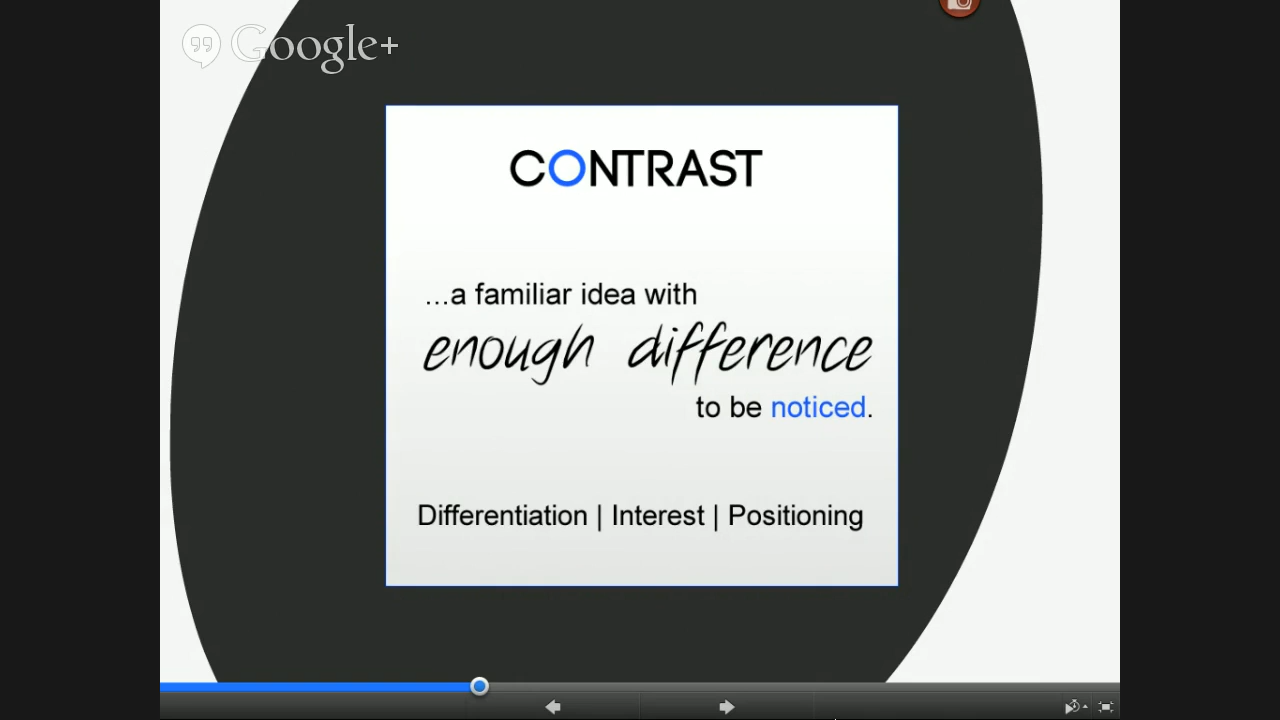 Google+
CONTRAST
...a familiar idea with
enough difference
to be noticed.
Differentiation | Interest | Positioning